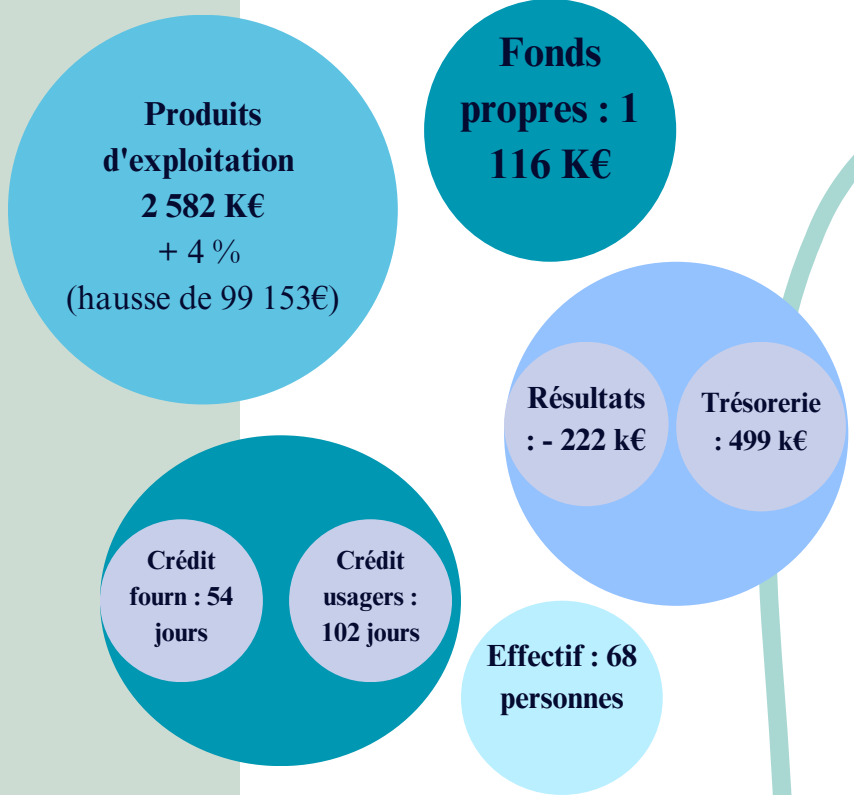 Produits
d'exploitation
2 582 K€
+ 4 %
(hausse de 99 153€)
Fonds
propres : 1
116 K€
Résultats
: - 222 k€
Trésorerie
: 499 k€
Crédit
fourn : 54
jours
Crédit
usagers :
102 jours
Effectif : 68
personnes